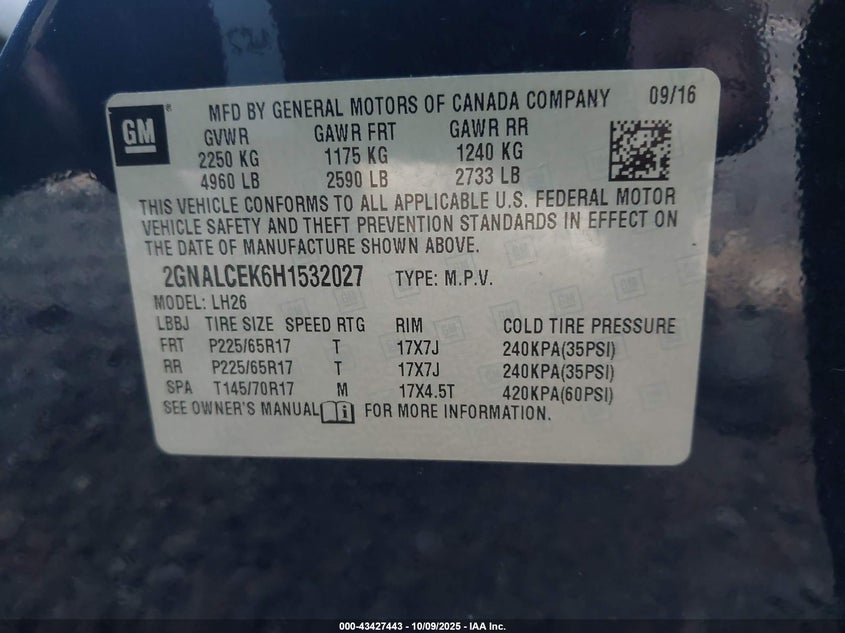 MFD BY GENERAL MOTORS OF CANADA COMPANY 09/16
GM ®
GVWR GAWR FRT GAWR RR
2250 KG 1175 KG 1240 KG
4960 LB 2590 LB 2733 LB
THIS VEHICLE CONFORMS TO ALL APPLICABLE U.S. FEDERAL MOTOR
VEHICLE SAFETY AND THEFT PREVENTION STANDARDS IN EFFECT ON
THE DATE OF MANUFACTURE SHOWN ABOVE.
2GNALCEK6H1532027 TYPE: M.P.V.
MODEL: LH26
LBBJ TIRE SIZE SPEED RTG RIM COLD TIRE PRESSURE
FRT P225/65R17 T 17X7J 240KPA(35PSI)
RR P225/65R17 T 17X7J 240KPA(35PSI)
SPA T145/70R17 M 17X4.5T 420KPA(60PSI)
SEE OWNER'S MANUAL FOR MORE INFORMATION.
000-43427443 - 10/09/2025 - IAA Inc.